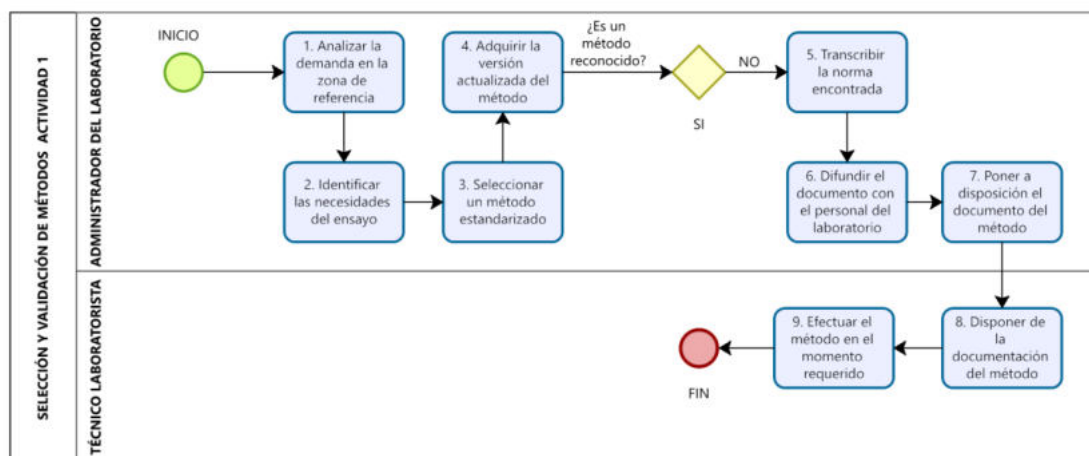 SELECCIÓN Y VALIDACIÓN DE MÉTODOS ACTIVIDAD 1
ADMINISTRADOR DEL LABORATORIO
INICIO
1. Analizar la
demanda en la
zona de
referencia
2. Identificar
las necesidades
del ensayo
3. Seleccionar
un método
estandarizado
4. Adquirir la
versión
actualizada del
método
¿Es un
método
reconocido?
NO
SI
5. Transcribir
la norma
encontrada
6. Difundir el
documento con
el personal del
laboratorio
7. Poner a
disposición el
documento del
método
TÉCNICO LABORATORISTA
8. Disponer de
la
documentación
del método
9. Efectuar el
método en el
momento
requerido
FIN